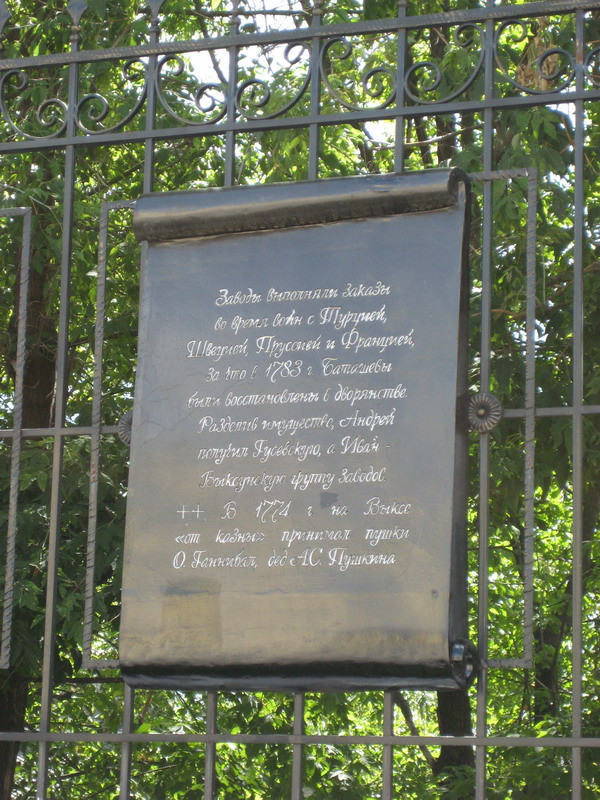 Заводы выполняли заказы
во время войн с Турцией,
Швецией, Пруссией и Францией,
за что в 1783 г. Баташевы
были восстановлены в дворянстве.
Разделив имущество, Андрей
получил Гусевскую, а Иван -
Выксунскую группу заводов.
++ В 1774 г на Выксе
«от казны» принимал пушки
О. Ганнибал, дед А.С. Пушкина